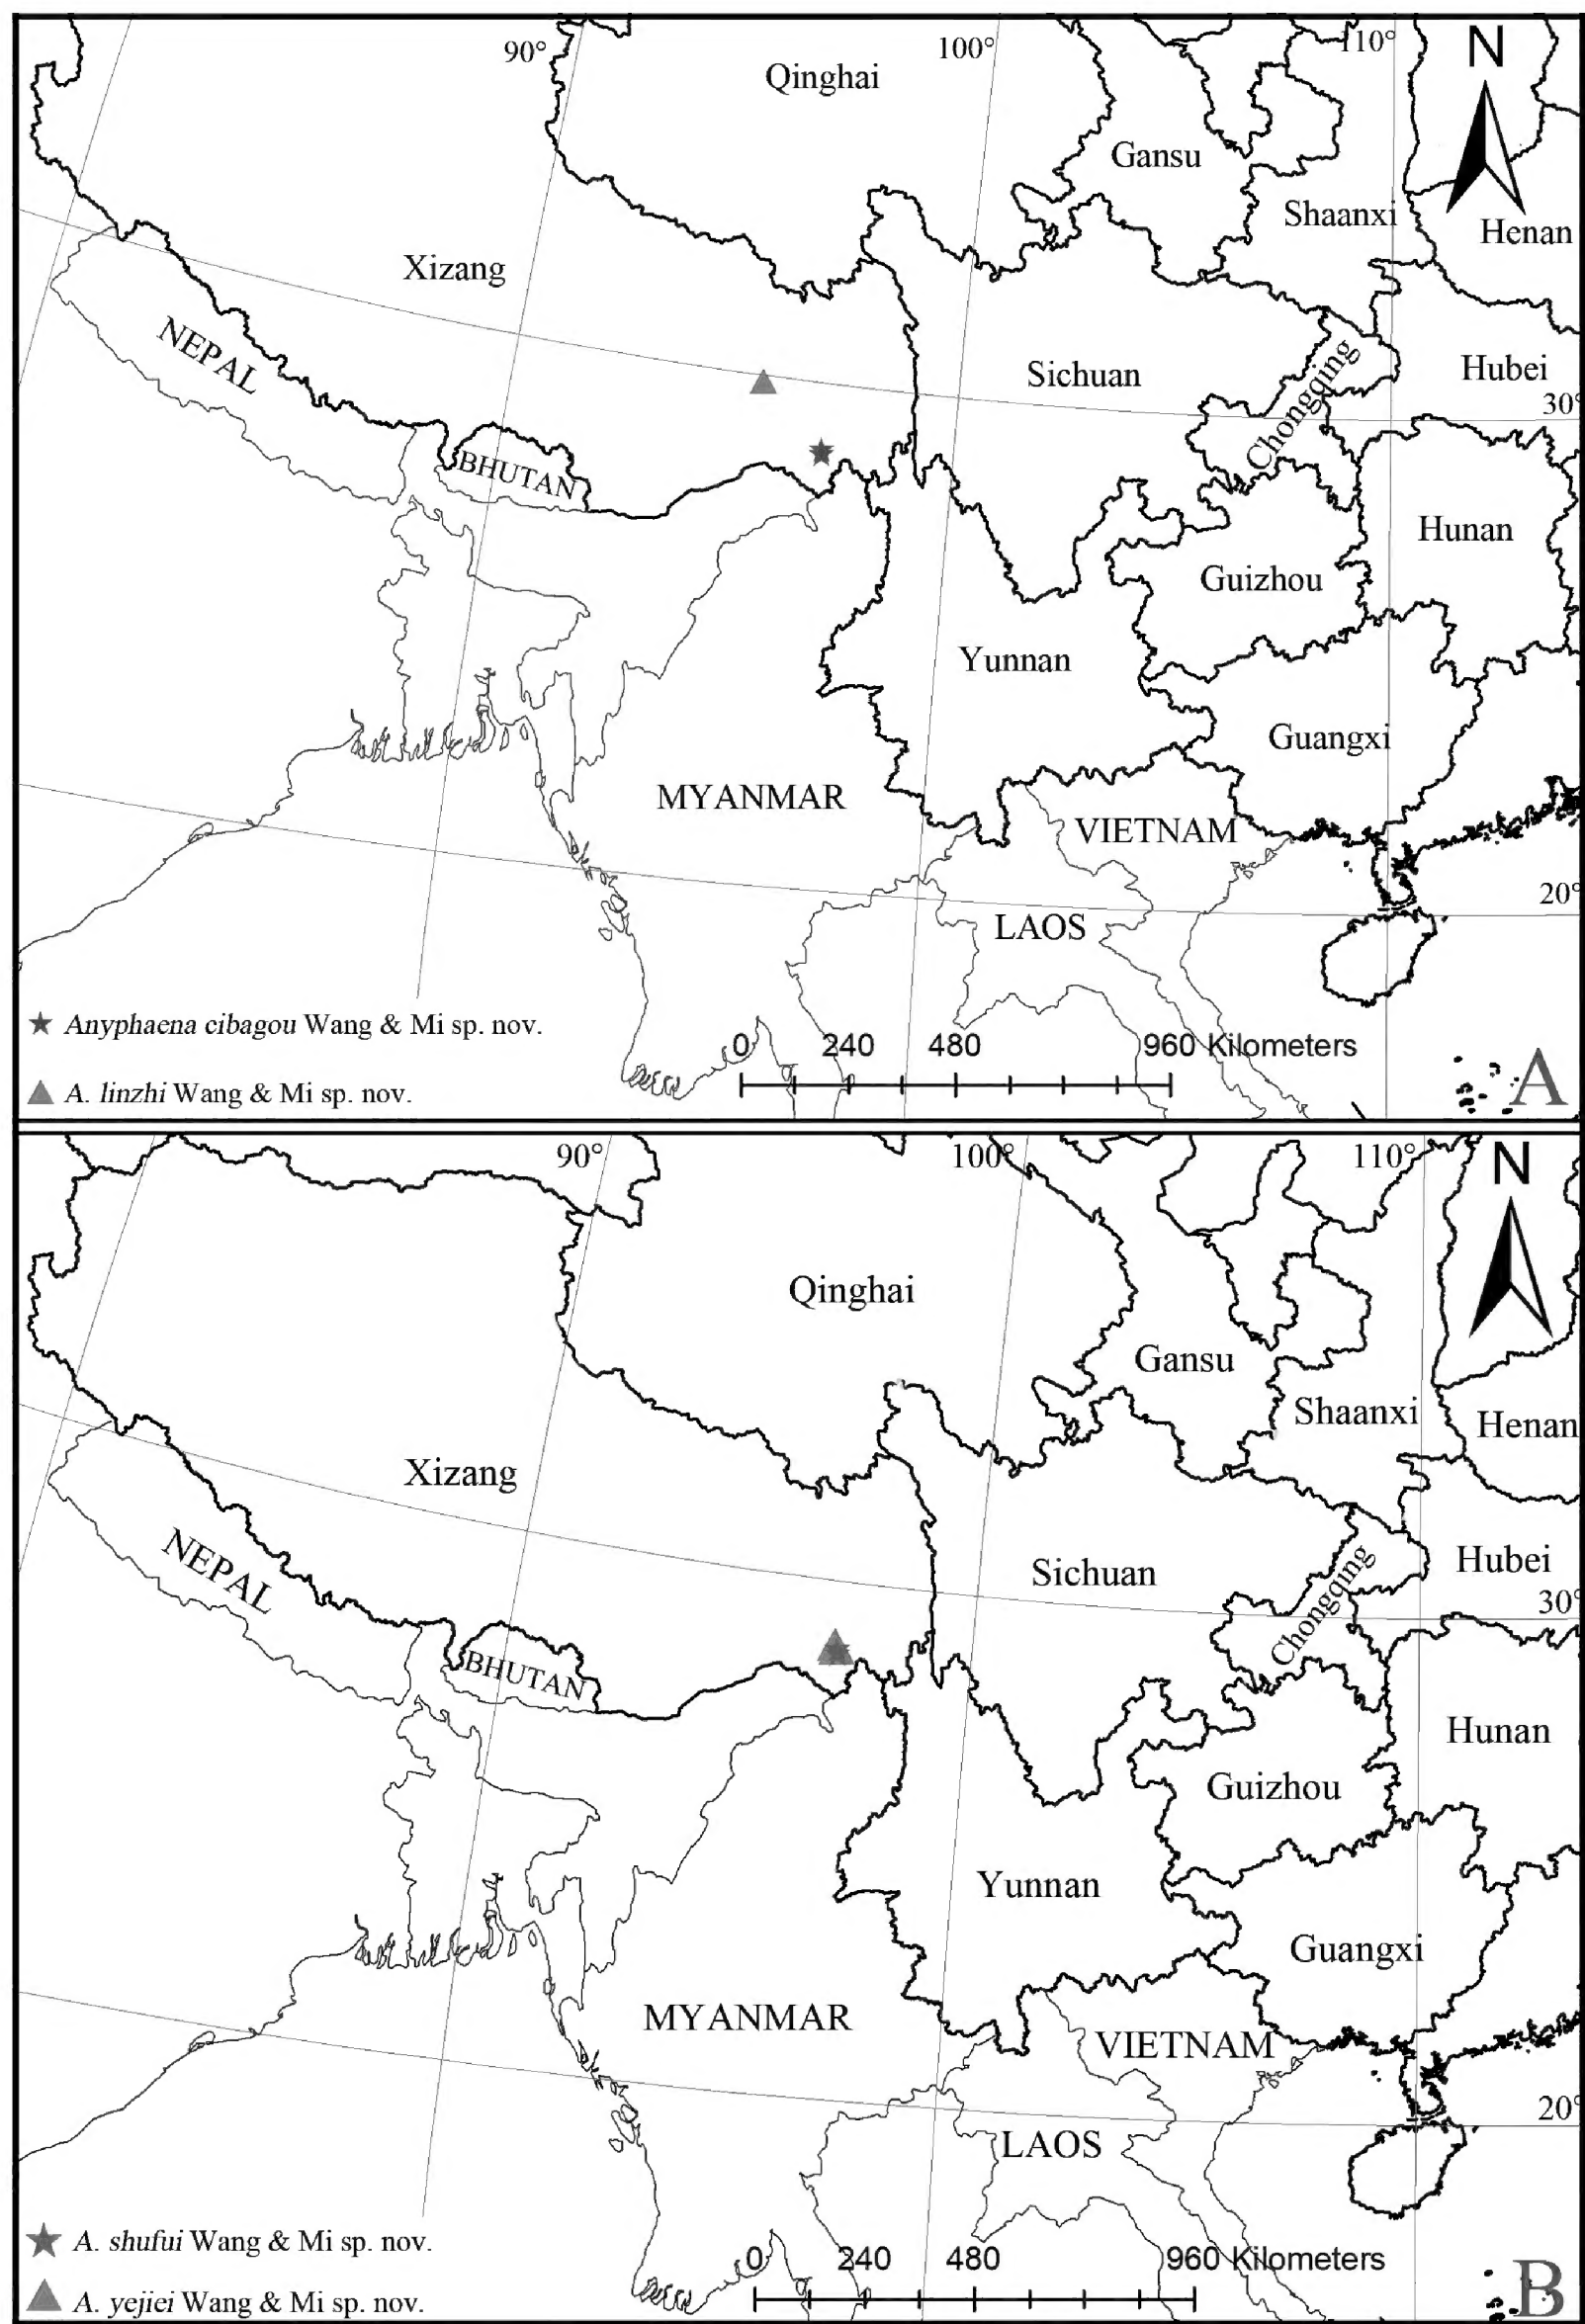 90°
100°
110°
N
Qinghai
Gansu
Shaanxi
Henan
Xizang
NEPAL
Sichuan
Chongqing
Hubei
30°
BHUTAN
Hunan
Guizhou
Yunnan
Guangxi
MYANMAR
VIETNAM
20°
LAOS
Anyphaena cibagou Wang & Mi sp. nov.
0 240 480 960 Kilometers
A. linzhi Wang & Mi sp. nov.
A
90°
100°
110°
N
Qinghai
Gansu
Shaanxi
Henan
Xizang
NEPAL
Sichuan
Chongqing
Hubei
30°
BHUTAN
Hunan
Guizhou
Yunnan
Guangxi
MYANMAR
VIETNAM
20°
LAOS
A. shufui Wang & Mi sp. nov.
0 240 480 960 Kilometers
A. yejiei Wang & Mi sp. nov.
B